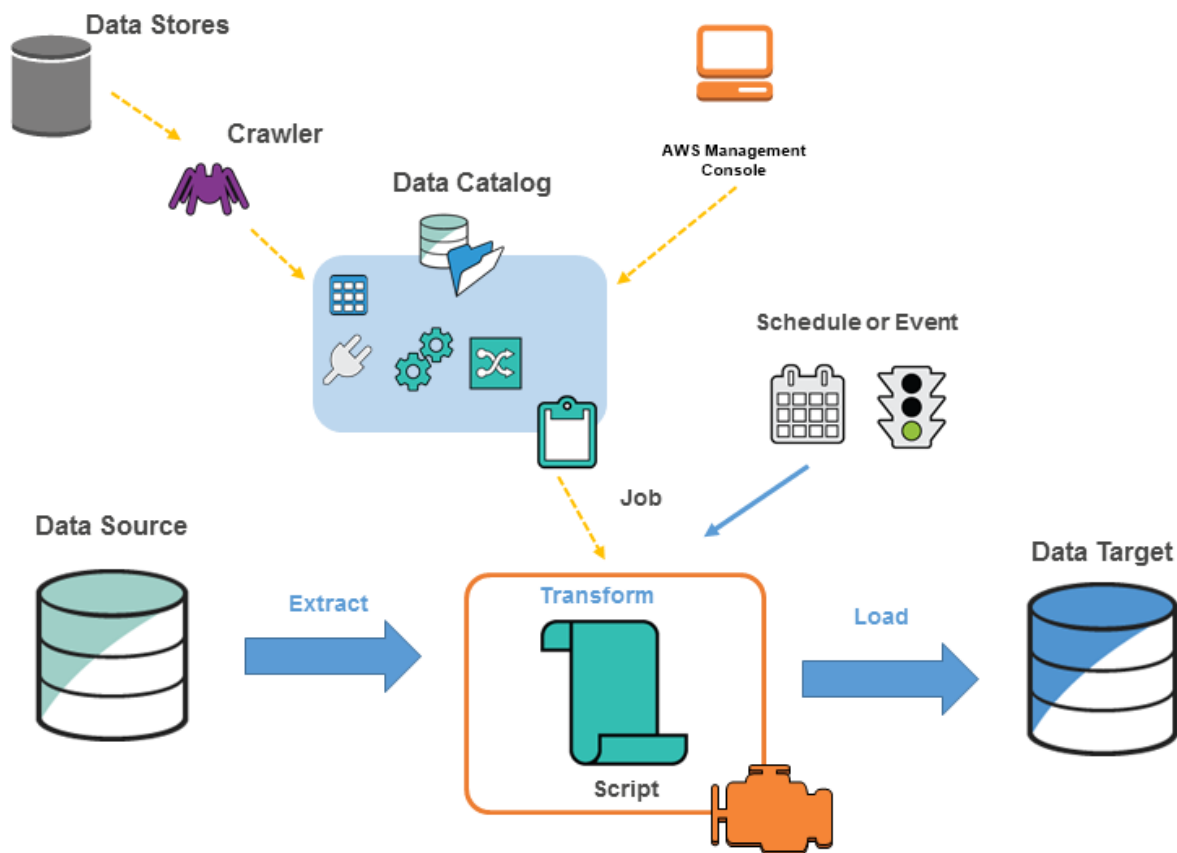 Data Stores
Crawler
AWS Management
Console
Data Catalog
Schedule or Event
Job
Data Source
Data Target
Extract
Transform
Load
Script